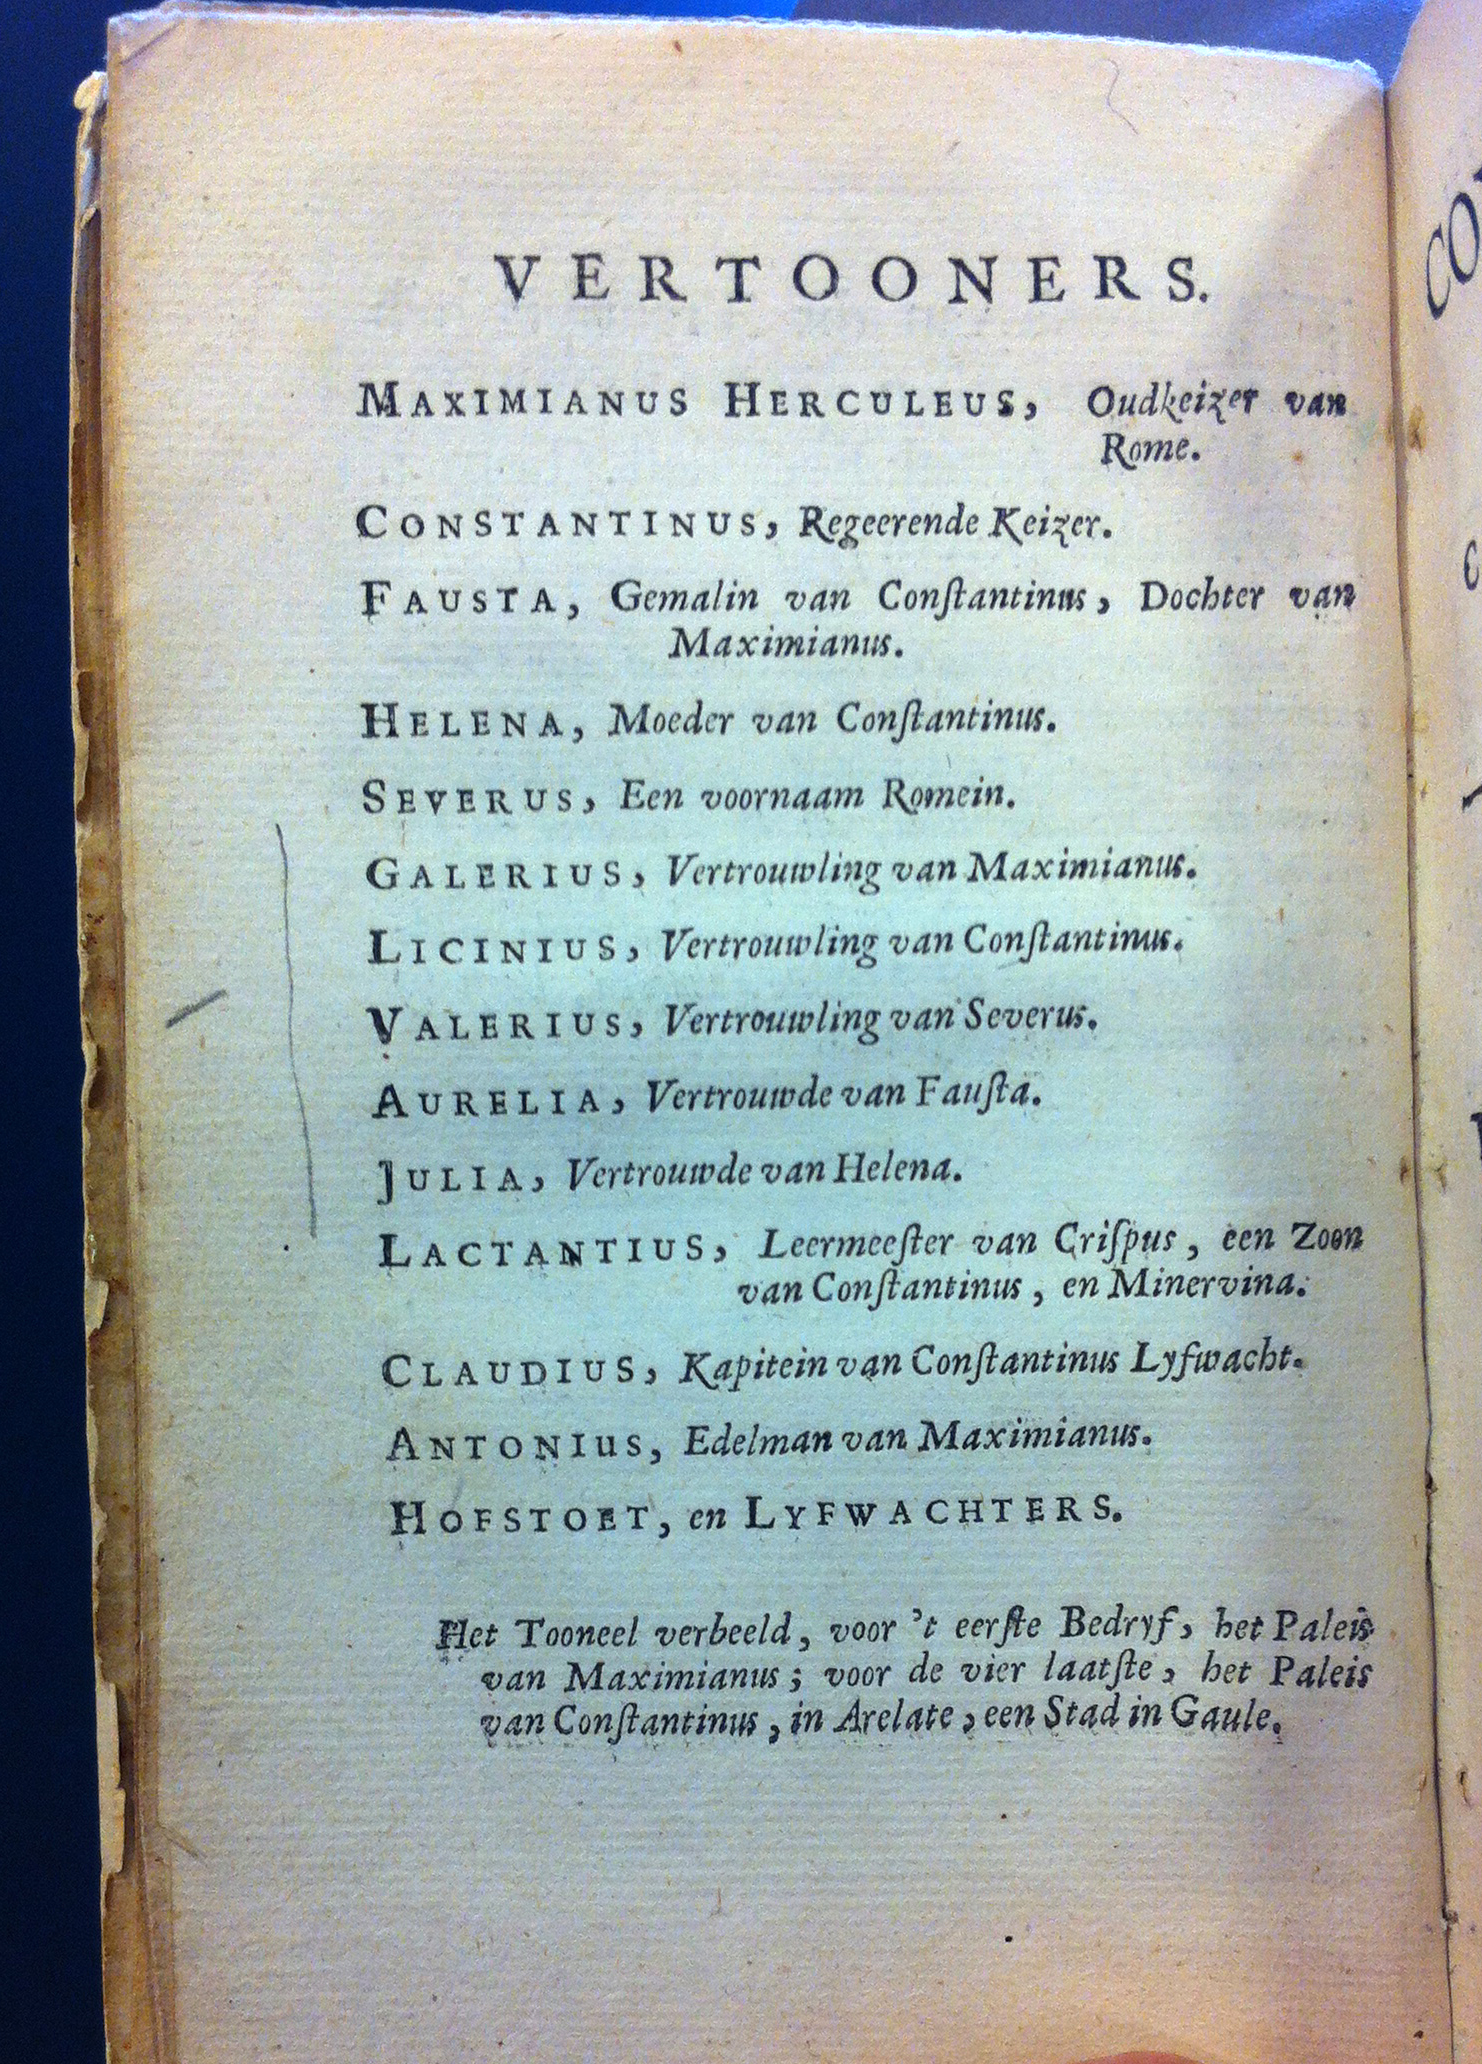 VERTOONERS.
MAXIMIANUS HERCULEUS, Oudkeizer van
Rome.
CONSTANTINUS, Regeerende Keizer.
FAUSTA, Gemalin van Conſtantinus, Dochter van
Maximianus.
HELENA, Moeder van Conſtantinus.
SEVERUS, Een voornaam Romein.
GALERIUS, Vertrouwling van Maximianus.
LICINIUS, Vertrouwling van Conſtantinus.
VALERIUS, Vertrouwling van Severus.
AURELIA, Vertrouwde van Fauſta.
JULIA, Vertrouwde van Helena.
LACTANTIUS, Leermeeſter van Criſpus, een Zoon
van Conſtantinus, en Minervina.
CLAUDIUS, Kapitein van Conſtantinus Lyfwacht.
ANTONIUS, Edelman van Maximianus.
HOFSTOET, en LYFWACHTERS.
Het Tooneel verbeeld, voor 't eerſte Bedryf, het Paleis
van Maximianus; voor de vier laatſte, het Paleis
van Conſtantinus, in Arelate, een Stad in Gaule.